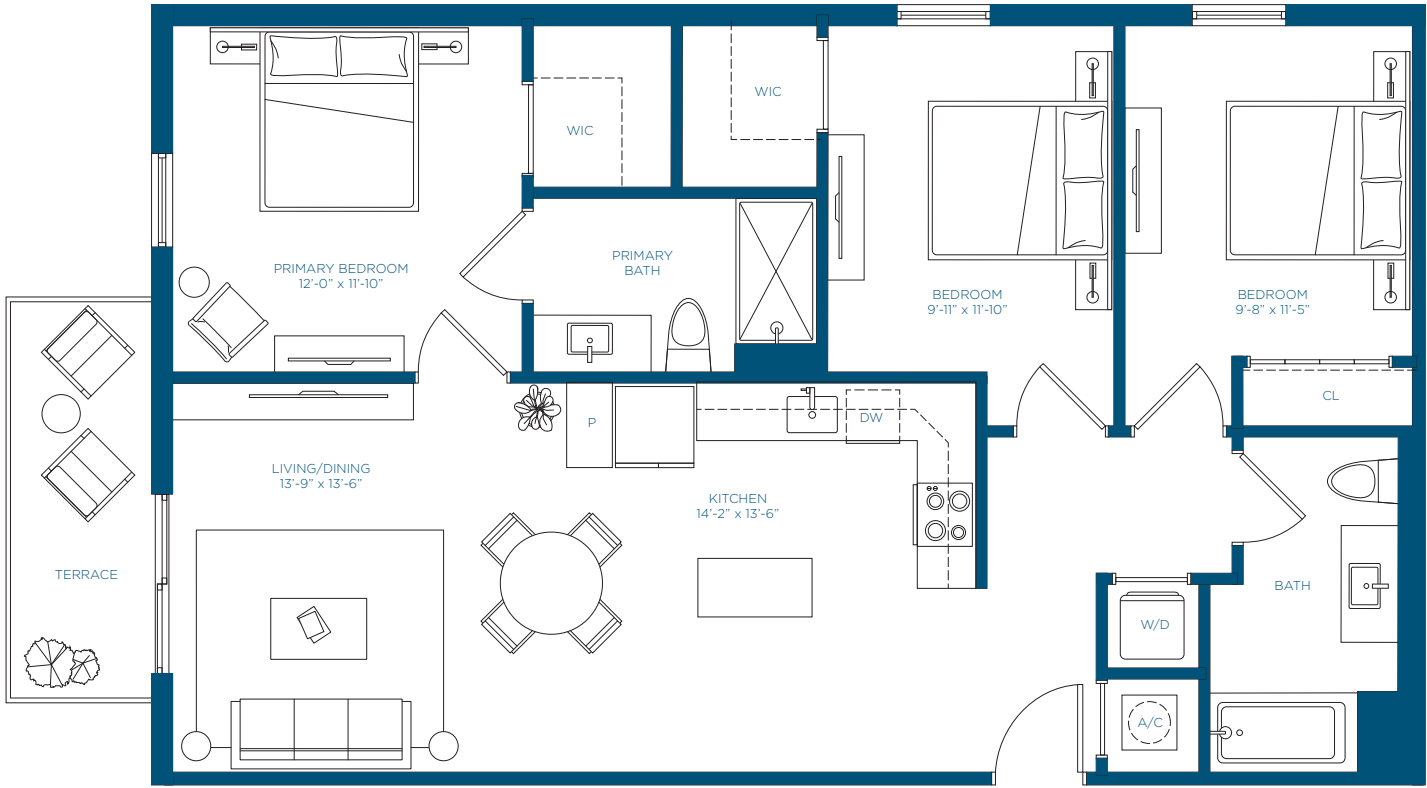 WIC
WIC
PRIMARY BEDROOM
12'-0" x 11'-10"
PRIMARY
BATH
BEDROOM
9'-11" x 11'-10"
BEDROOM
9'-8" x 11'-5"
CL
P
DW
LIVING/DINING
13'-9" x 13'-6"
KITCHEN
14'-2" x 13'-6"
TERRACE
BATH
W/D
A/C